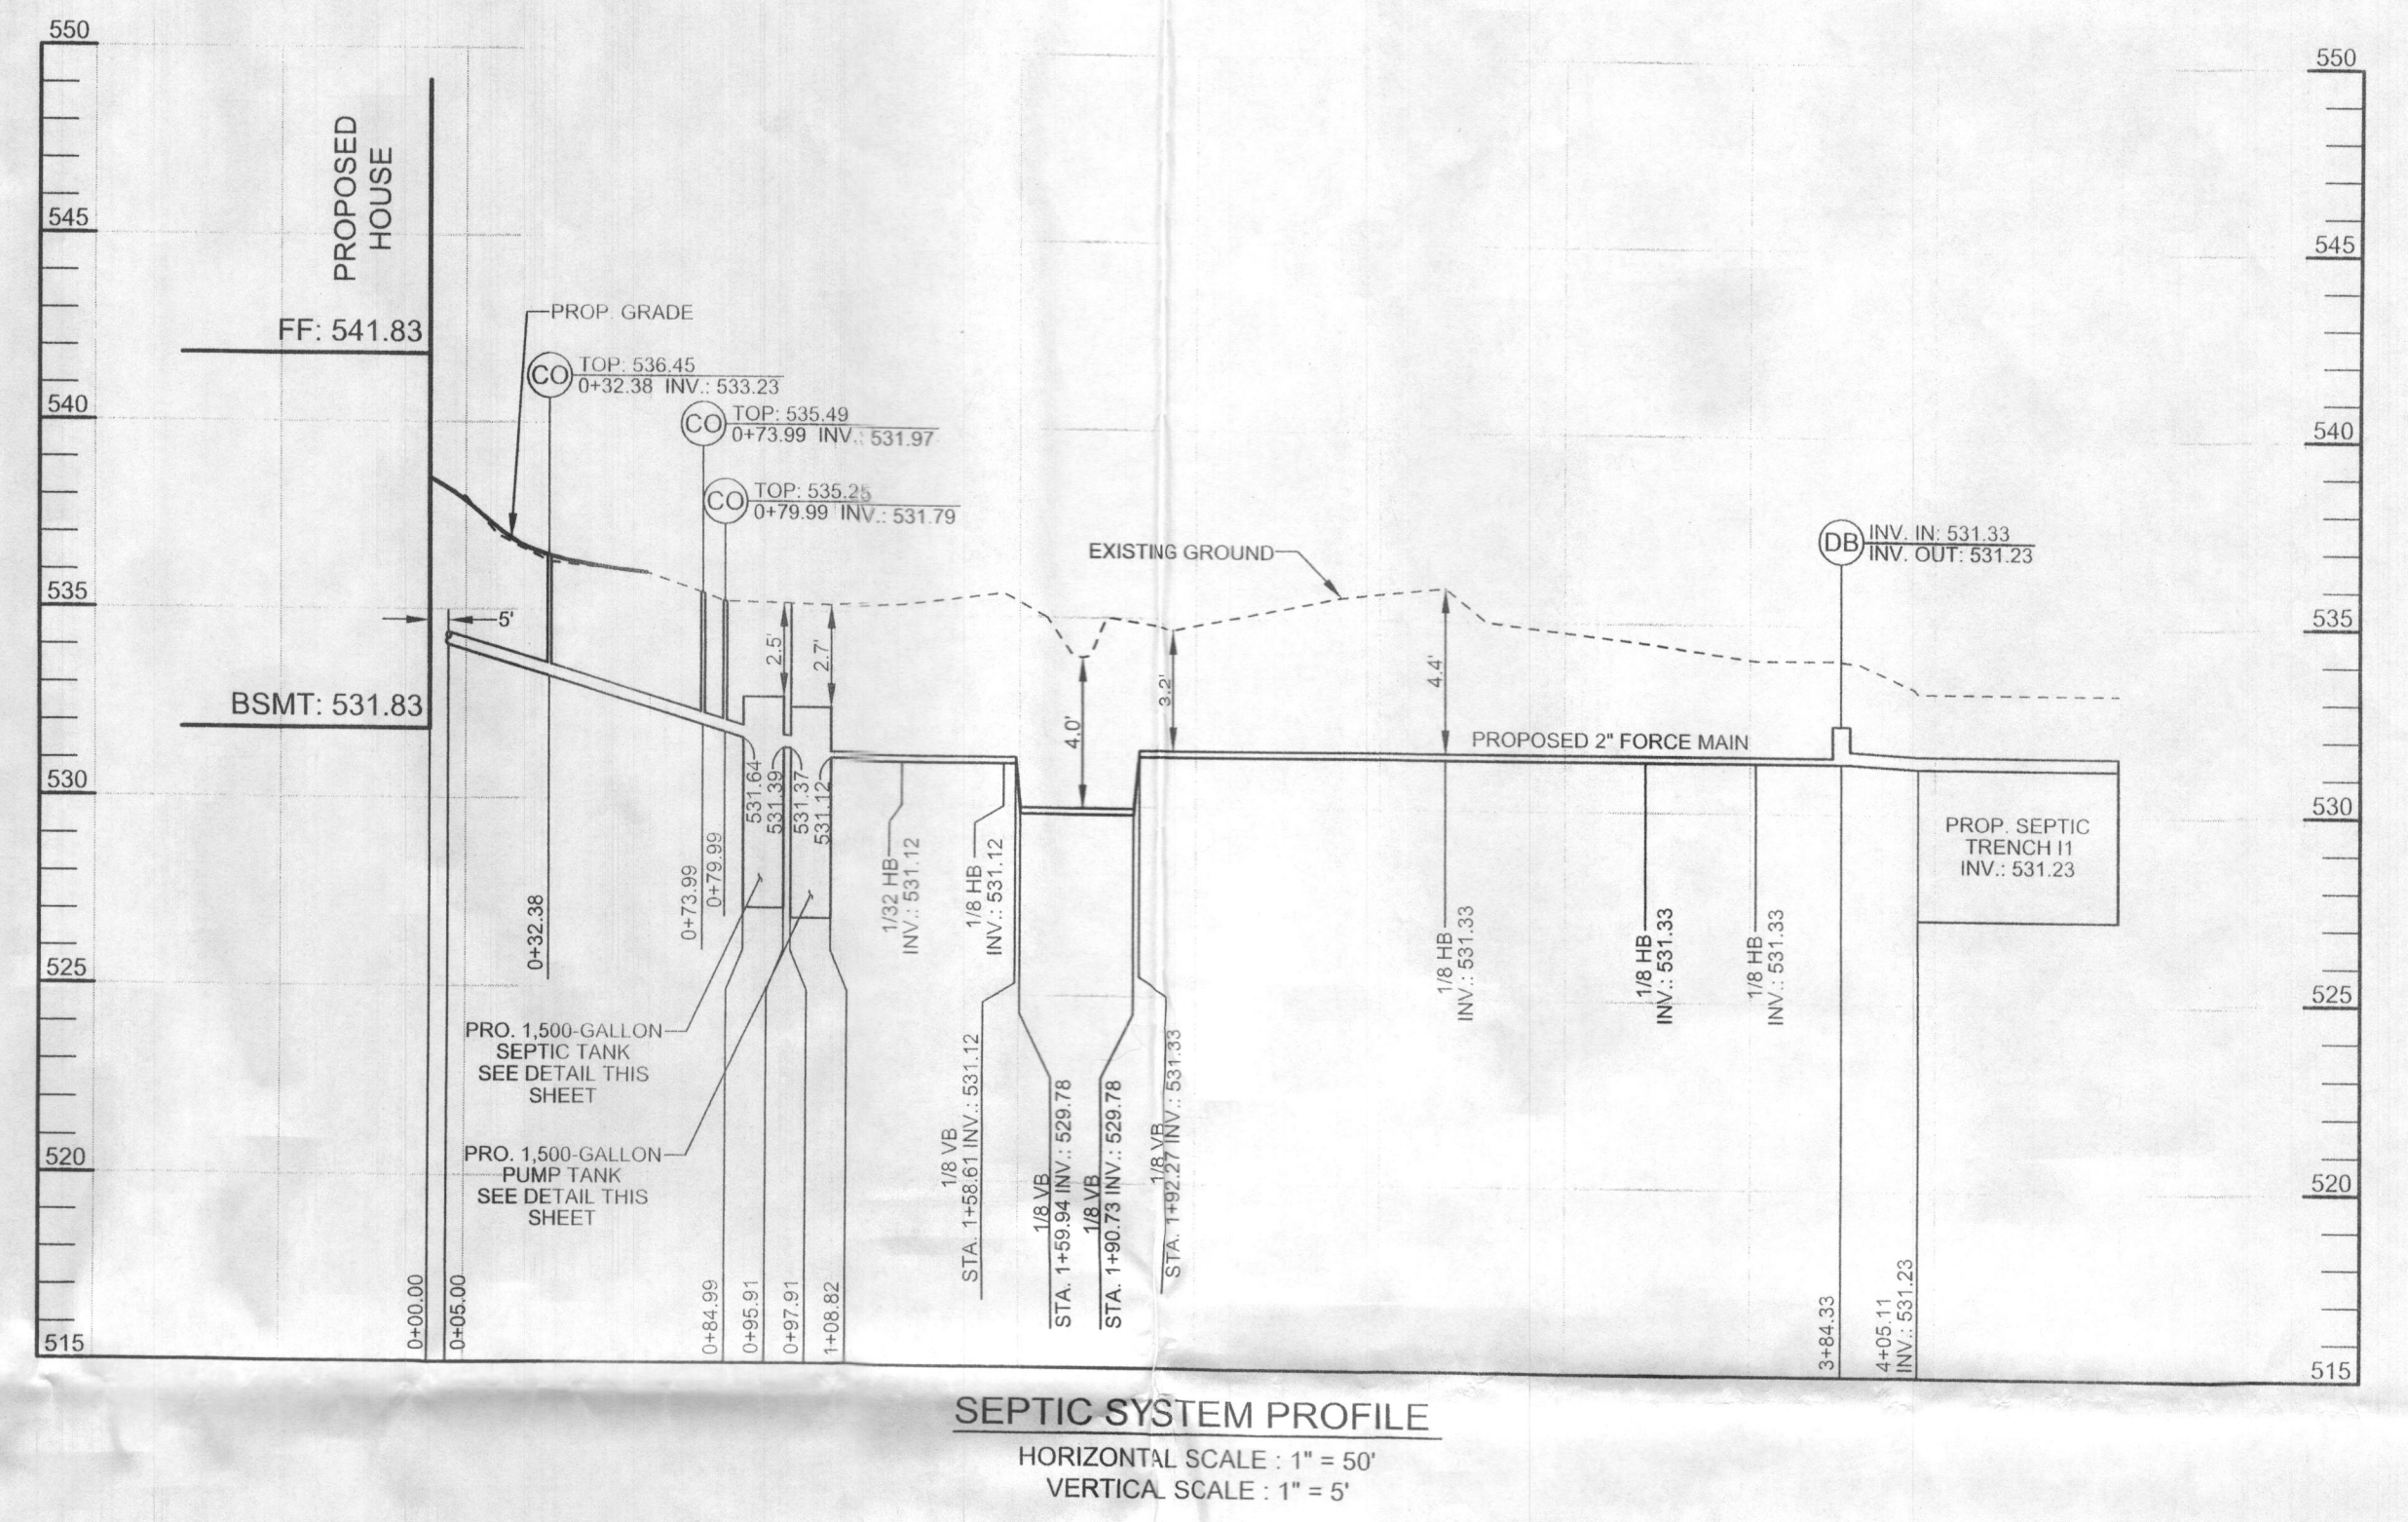 550
545
540
535
530
525
520
515
PROPOSED
HOUSE
FF: 541.83
BSMT: 531.83
PROP. GRADE
CO
TOP: 536.45
0+32.38 INV.: 533.23
CO
TOP: 535.49
0+73.99 INV.: 531.97
CO
TOP: 535.25
0+79.99 INV.: 531.79
5'
2.5'
2.7'
EXISTING GROUND
4.0'
3.2'
4.4'
DB
INV. IN: 531.33
INV. OUT: 531.23
PROPOSED 2" FORCE MAIN
531.64
531.39
531.37
531.12
0+32.38
0+73.99
0+79.99
1/32 HB
INV.: 531.12
1/8 HB
INV.: 531.12
1/8 HB
INV.: 531.33
1/8 HB
INV.: 531.33
1/8 HB
INV.: 531.33
PROP. SEPTIC
TRENCH I1
INV.: 531.23
PRO. 1,500-GALLON
SEPTIC TANK
SEE DETAIL THIS
SHEET
PRO. 1,500-GALLON
PUMP TANK
SEE DETAIL THIS
SHEET
1/8 VB
STA. 1+58.61 INV.: 531.12
1/8 VB
STA. 1+59.94 INV.: 529.78
1/8 VB
STA. 1+90.73 INV.: 529.78
1/8 VB
STA. 1+92.27 INV.: 531.33
0+00.00
0+05.00
0+84.99
0+95.91
0+97.91
1+08.82
3+84.33
4+05.11
INV.: 531.23
550
545
540
535
530
525
520
515
SEPTIC SYSTEM PROFILE
HORIZONTAL SCALE : 1" = 50'
VERTICAL SCALE : 1" = 5'